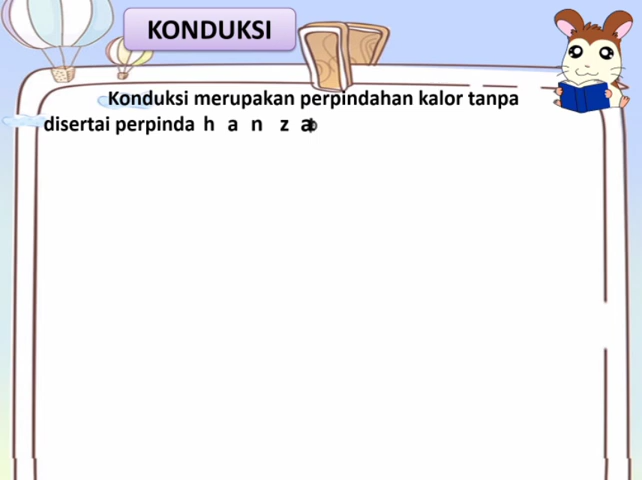 KONDUKSI
Konduksi merupakan perpindahan kalor tanpa
disertai perpinda h a n z a